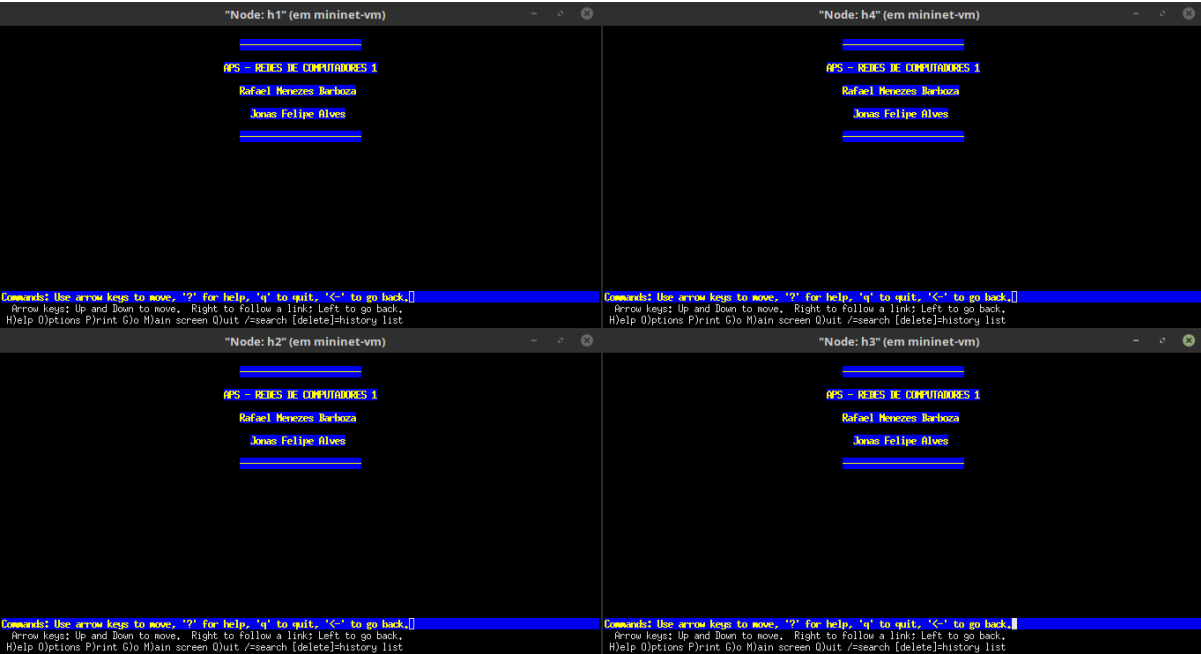 "Node: h1" (em mininet-vm)
APS - REDES DE COMPUTADORES 1
Rafael Menezes Barboza
Jonas Felipe Alves
Commands: Use arrow keys to move, '?' for help, 'q' to quit, '<-' to go back.
Arrow keys: Up and Down to move.  Right to follow a link; Left to go back.
H)elp O)ptions P)rint G)o M)ain screen Q)uit /=search [delete]=history list
"Node: h4" (em mininet-vm)
APS - REDES DE COMPUTADORES 1
Rafael Menezes Barboza
Jonas Felipe Alves
Commands: Use arrow keys to move, '?' for help, 'q' to quit, '<-' to go back.
Arrow keys: Up and Down to move.  Right to follow a link; Left to go back.
H)elp O)ptions P)rint G)o M)ain screen Q)uit /=search [delete]=history list
"Node: h2" (em mininet-vm)
APS - REDES DE COMPUTADORES 1
Rafael Menezes Barboza
Jonas Felipe Alves
Commands: Use arrow keys to move, '?' for help, 'q' to quit, '<-' to go back.
Arrow keys: Up and Down to move.  Right to follow a link; Left to go back.
H)elp O)ptions P)rint G)o M)ain screen Q)uit /=search [delete]=history list
"Node: h3" (em mininet-vm)
APS - REDES DE COMPUTADORES 1
Rafael Menezes Barboza
Jonas Felipe Alves
Commands: Use arrow keys to move, '?' for help, 'q' to quit, '<-' to go back.
Arrow keys: Up and Down to move.  Right to follow a link; Left to go back.
H)elp O)ptions P)rint G)o M)ain screen Q)uit /=search [delete]=history list